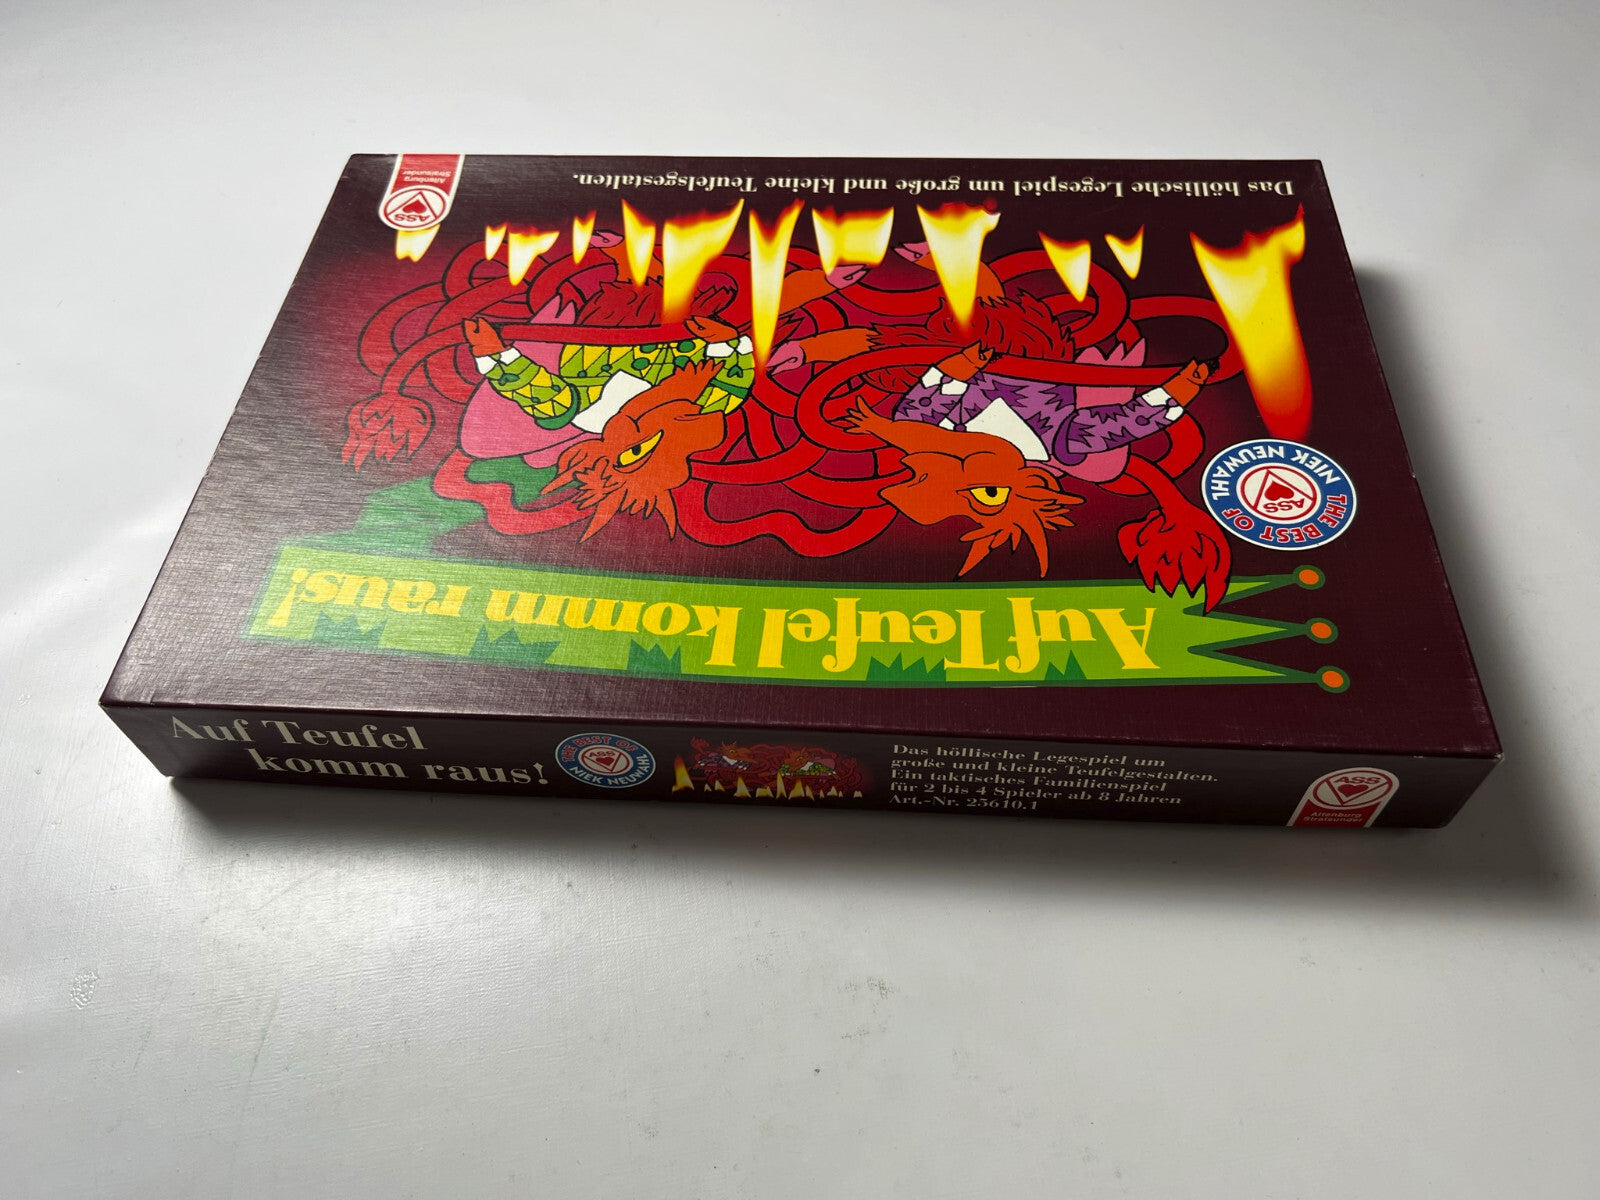 Das höllische Legespiel um große und kleine Teufelsgestalten.
Altenburg
Stralsunder
ASS
THE BEST OF
NIEK NEUWAHL
ASS
Auf Teufel komm raus!
Auf Teufel
komm raus!
THE BEST OF
ASS
NIEK NEUWAHL
Das höllische Legespiel um
große und kleine Teufelgestalten.
Ein taktisches Familienspiel
für 2 bis 4 Spieler ab 8 Jahren
Art.-Nr. 23610.1
ASS
Altenburg
Stralsunder